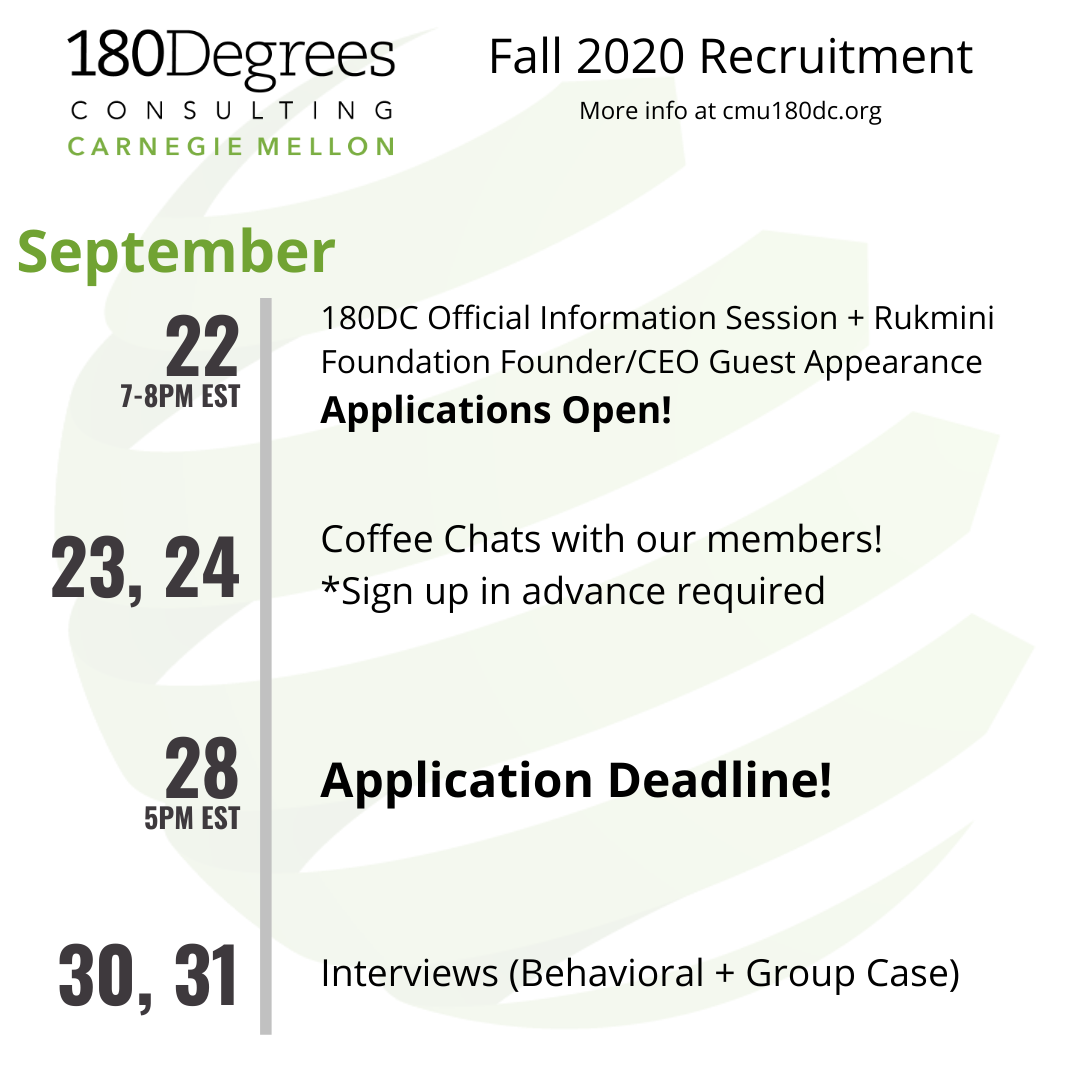 180Degrees
CONSULTING
CARNEGIE MELLON
Fall 2020 Recruitment
More info at cmu180dc.org
September
22
7-8PM EST
180DC Official Information Session + Rukmini
Foundation Founder/CEO Guest Appearance
Applications Open!
23, 24
Coffee Chats with our members!
*Sign up in advance required
28
5PM EST
Application Deadline!
30, 31
Interviews (Behavioral + Group Case)